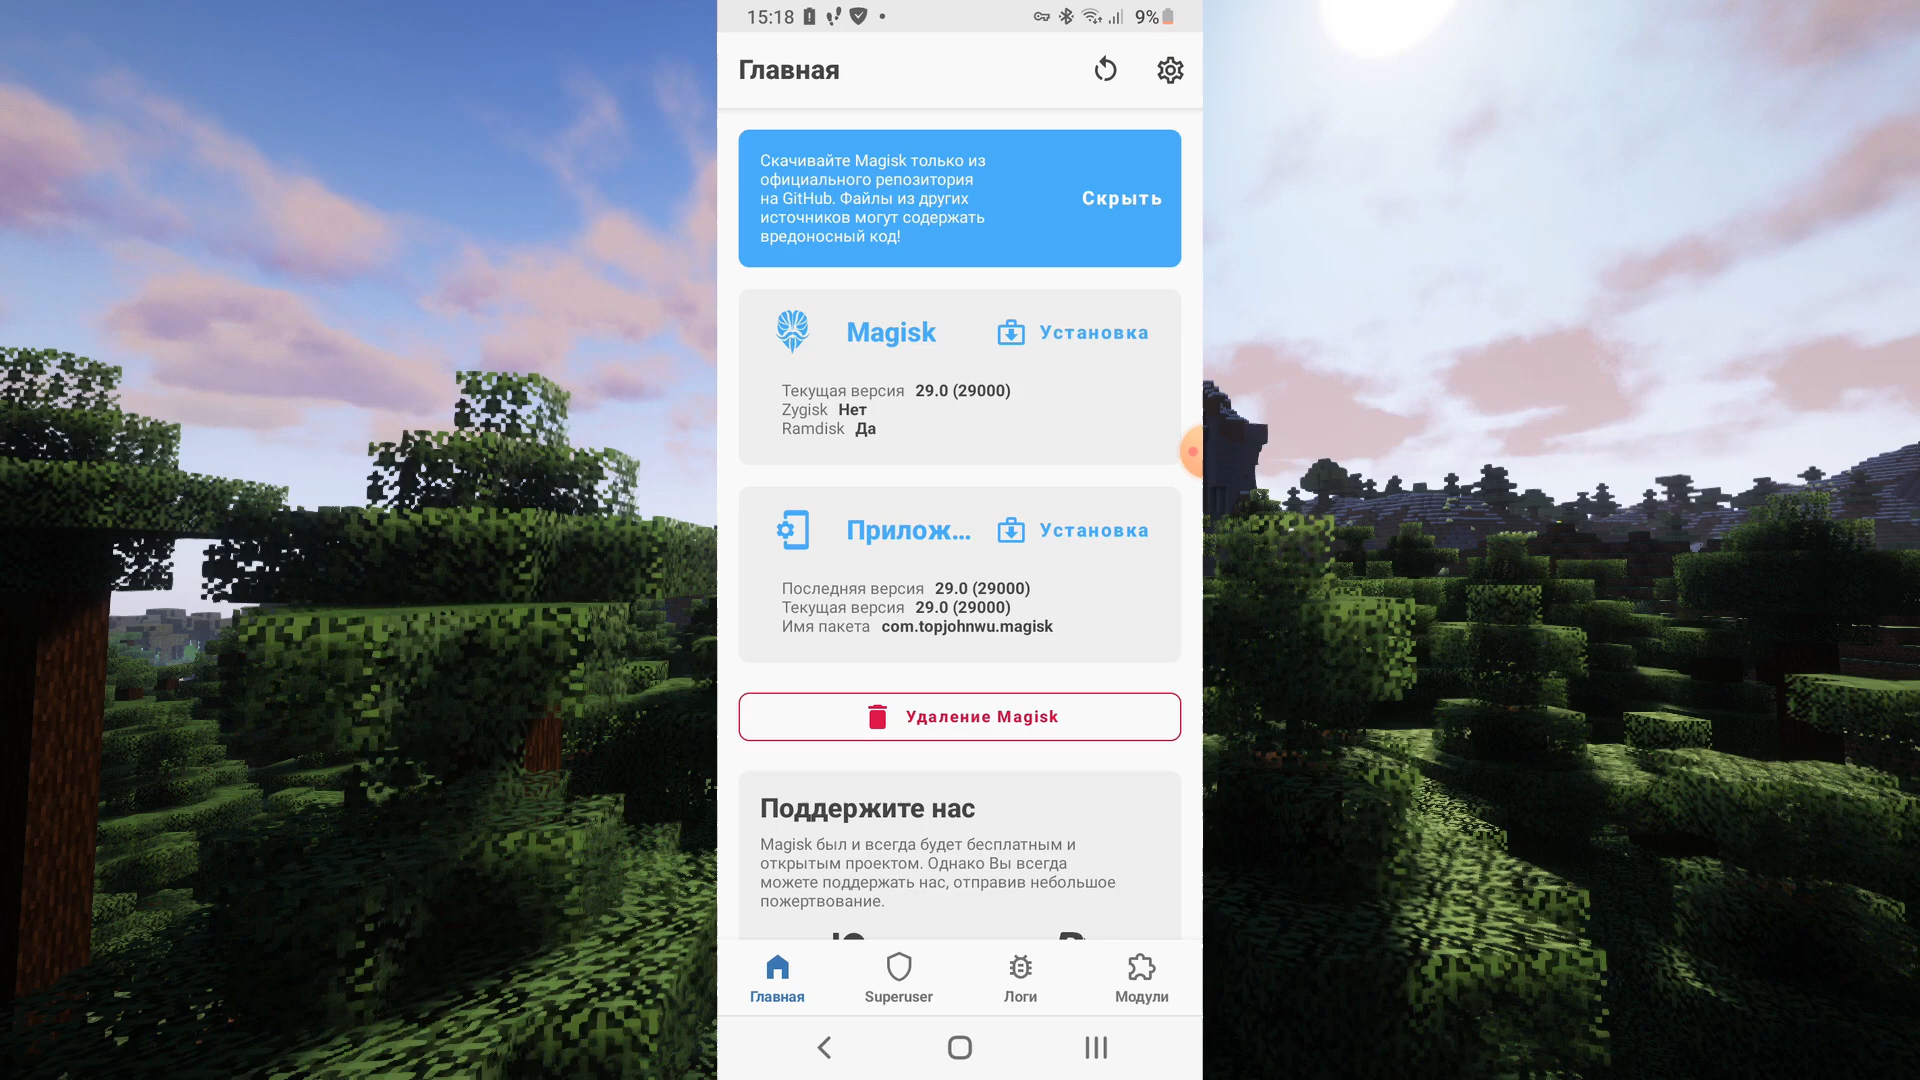 15:18
9%
Главная
Скачивайте Magisk только из
официального репозитория
на GitHub. Файлы из других
источников могут содержать
вредоносный код!
Скрыть
Magisk
Установка
Текущая версия 29.0 (29000)
Zygisk Нет
Ramdisk Да
Прилож...
Установка
Последняя версия 29.0 (29000)
Текущая версия 29.0 (29000)
Имя пакета com.topjohnwu.magisk
Удаление Magisk
Поддержите нас
Magisk был и всегда будет бесплатным и
открытым проектом. Однако Вы всегда
можете поддержать нас, отправив небольшое
пожертвование.
Главная
Superuser
Логи
Модули